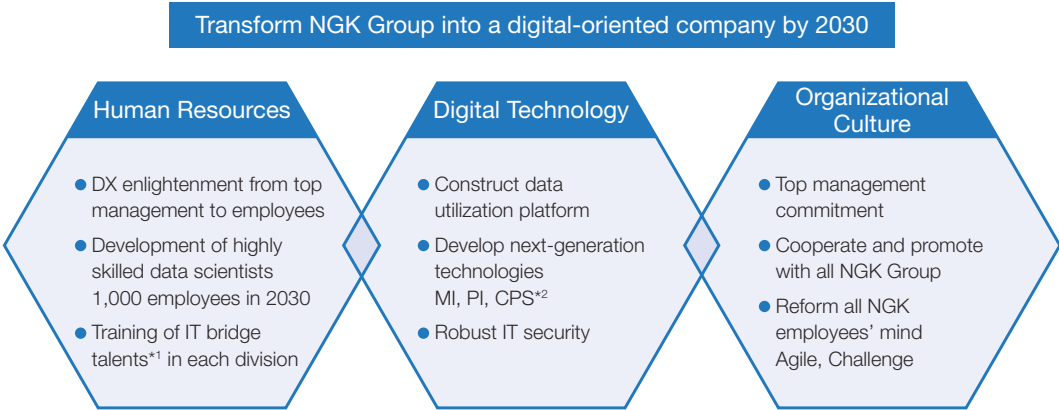 Transform NGK Group into a digital-oriented company by 2030
Human Resources
● DX enlightenment from top
management to employees
● Development of highly
skilled data scientists
1,000 employees in 2030
● Training of IT bridge
talents*1 in each division
Digital Technology
● Construct data
utilization platform
● Develop next-generation
technologies
MI, PI, CPS*2
● Robust IT security
Organizational
Culture
● Top management
commitment
● Cooperate and promote
with all NGK Group
● Reform all NGK
employees’ mind
Agile, Challenge